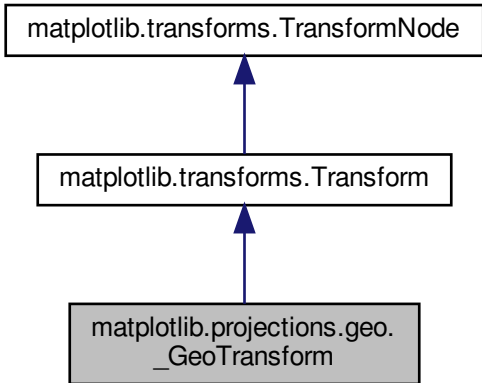 matplotlib.transforms.TransformNode
matplotlib.transforms.Transform
matplotlib.projections.geo.
_GeoTransform